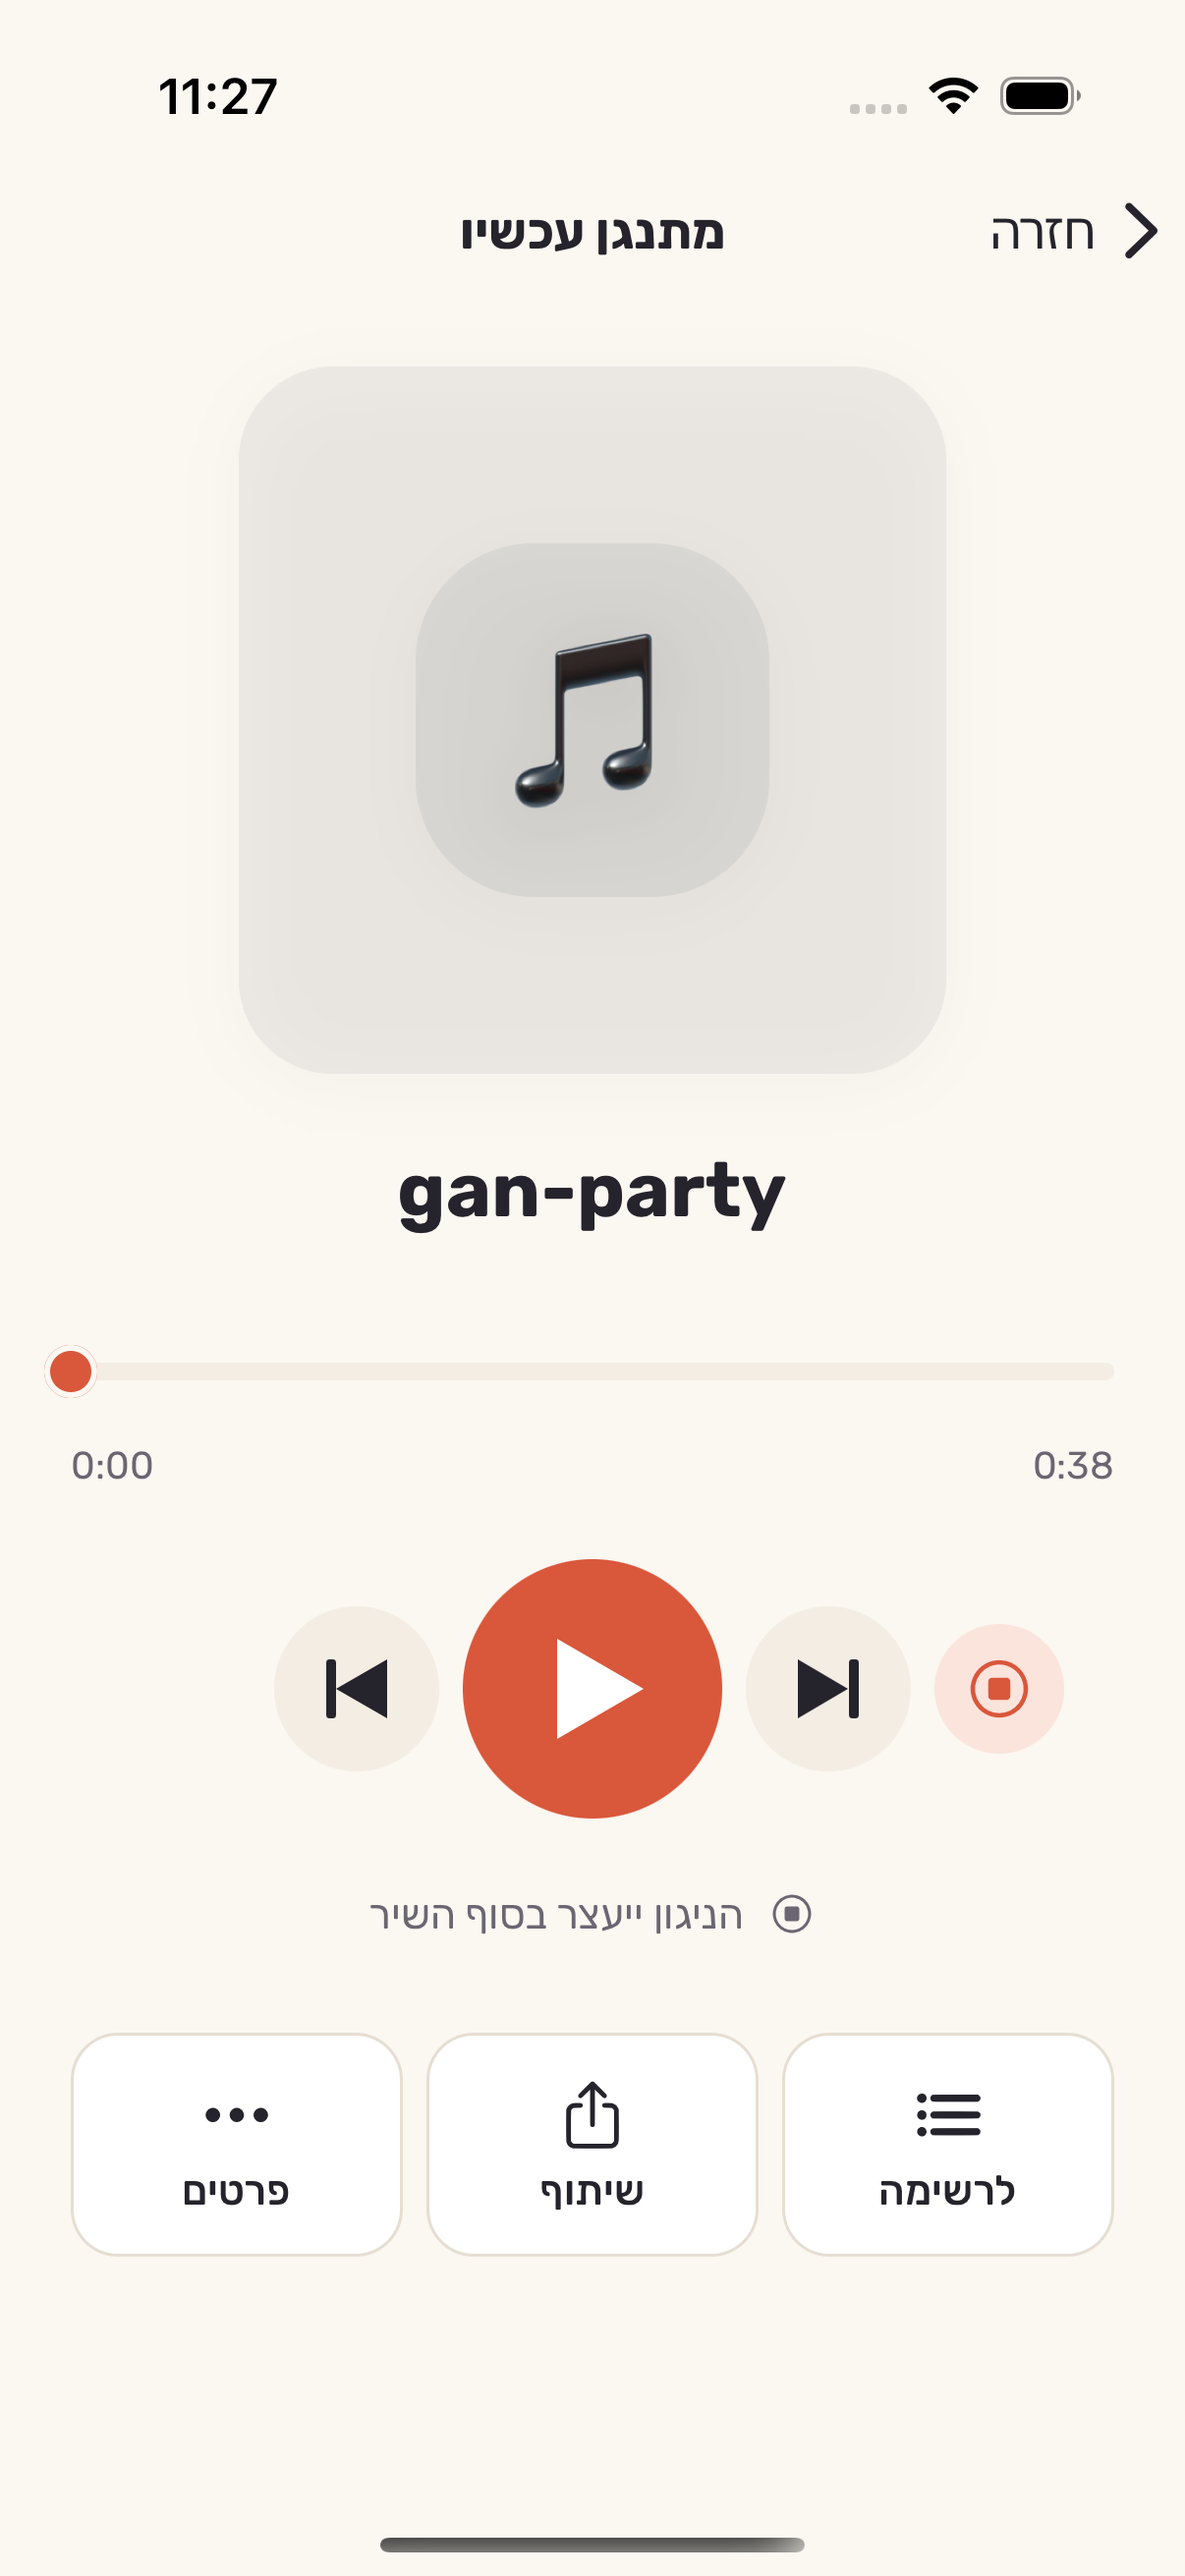 11:27
חזרה
מתנגן עכשיו
gan-party
0:00 0:38
הניגון ייעצר בסוף השיר
לרשימה שיתוף פרטים